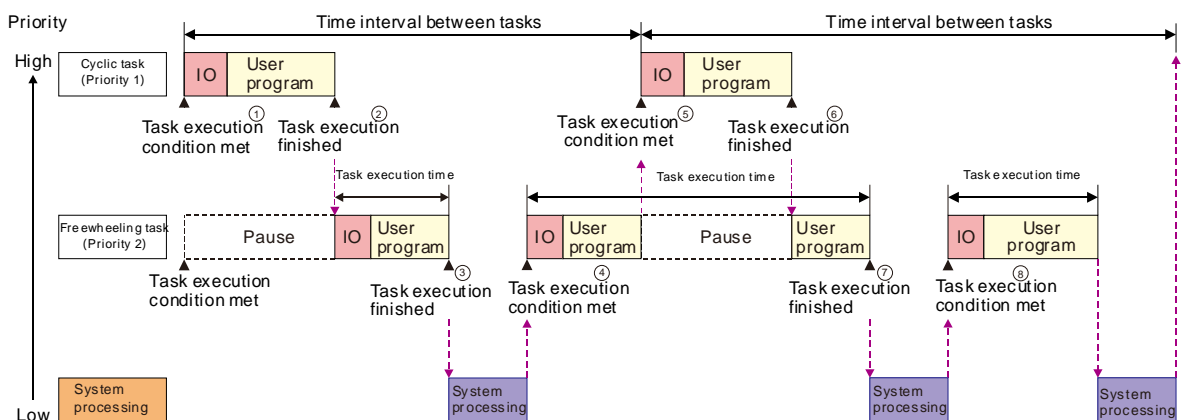 Priority
Time interval between tasks
Time interval between tasks
High
Cyclic task
(Priority 1)
IO
User
program
IO
User
program
①
②
⑤
⑥
Task execution
condition met
Task execution
finished
Task execution
condition met
Task execution
finished
Task execution time
Task execution time
Task execution time
Freewheeling task
(Priority 2)
Pause
IO
User
program
IO
User
program
Pause
User
program
IO
User
program
③
④
⑦
⑧
Task execution
condition met
Task execution
finished
Task execution
condition met
Task execution
finished
Task execution
condition met
Low
System
processing
System
processing
System
processing
System
processing